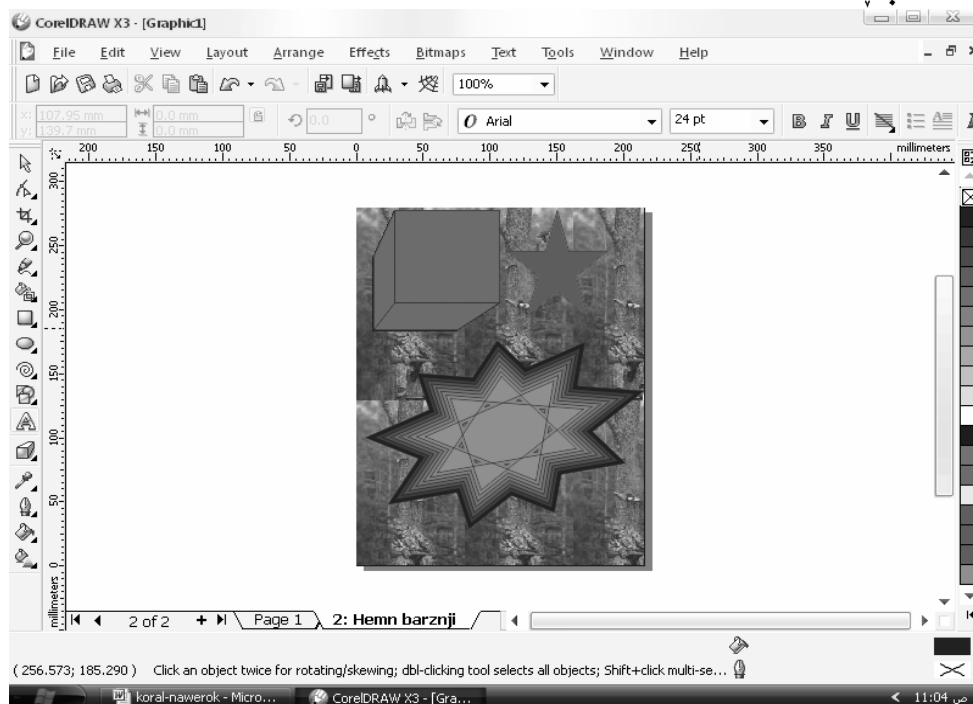 CorelDRAW X3 - [Graphic1]
File Edit View Layout Arrange Effects Bitmaps Text Tools Window Help
100%
x: 107.95 mm 0.0 mm
y: 139.7 mm 0.0 mm
0.0 ° O Arial 24 pt B I U
200 150 100 50 0 50 100 150 200 250 300 350 millimeters
300
250
200
150
100
50
0
millimeters
2 of 2 Page 1 2: Hemn barznji
( 256.573; 185.290 ) Click an object twice for rotating/skewing; dbl-clicking tool selects all objects; Shift+click multi-se...
koral-nawerok - Micro... CorelDRAW X3 - [Gra... 11:04 ص